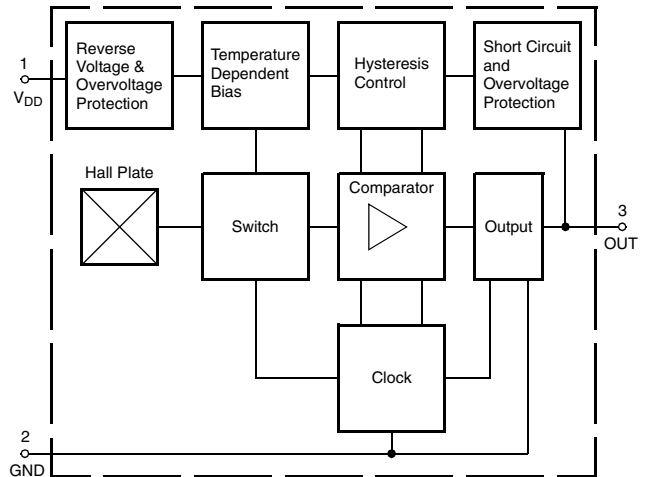 1
VDD
Reverse
Voltage &
Overvoltage
Protection
Temperature
Dependent
Bias
Hysteresis
Control
Short Circuit
and
Overvoltage
Protection
Hall Plate
Switch
Comparator
Output
3
OUT
Clock
2
GND